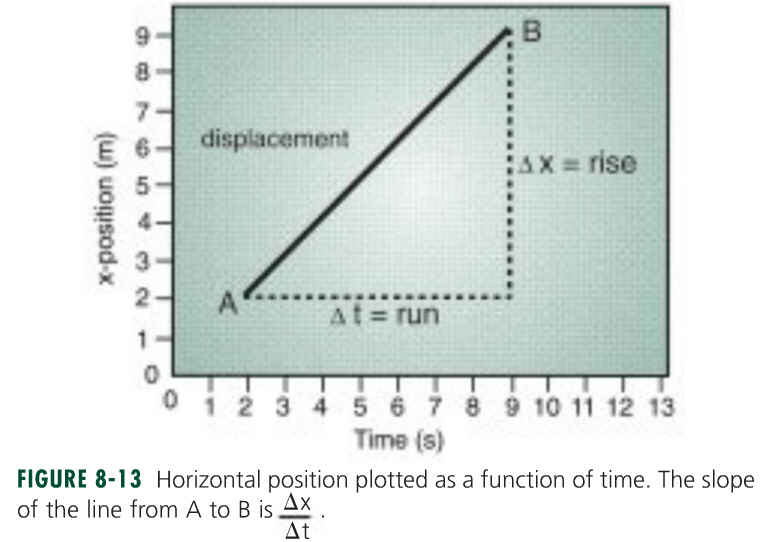 9
B
8
7
displacement
6
Δx = rise
5
x-position (m)
4
3
A
2
Δt = run
1
0
0 1 2 3 4 5 6 7 8 9 10 11 12 13
Time (s)
FIGURE 8-13 Horizontal position plotted as a function of time. The slope
of the line from A to B is Δx/Δt .